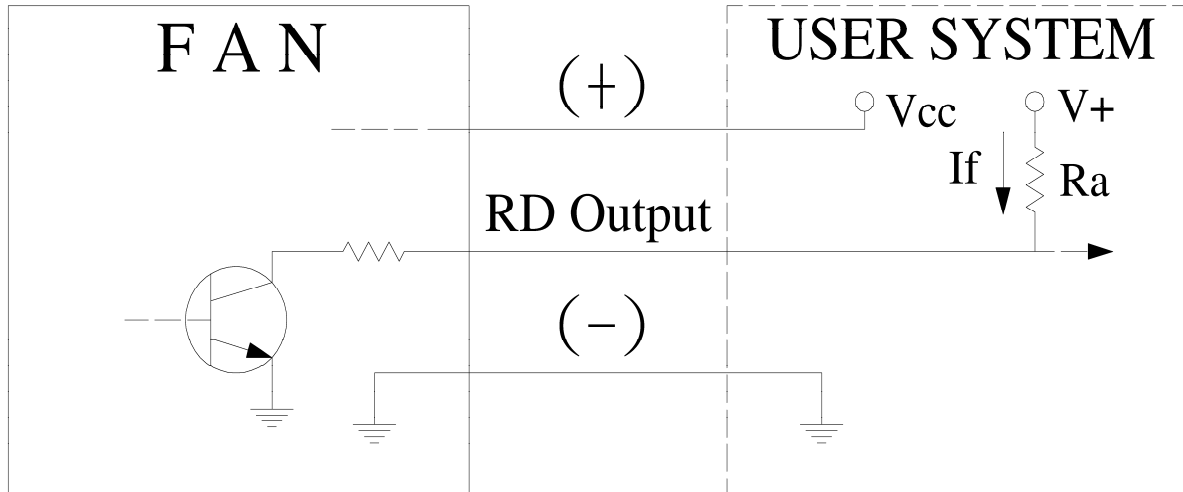 F A N
USER SYSTEM
(+)
Vcc
V+
If
Ra
RD Output
(-)